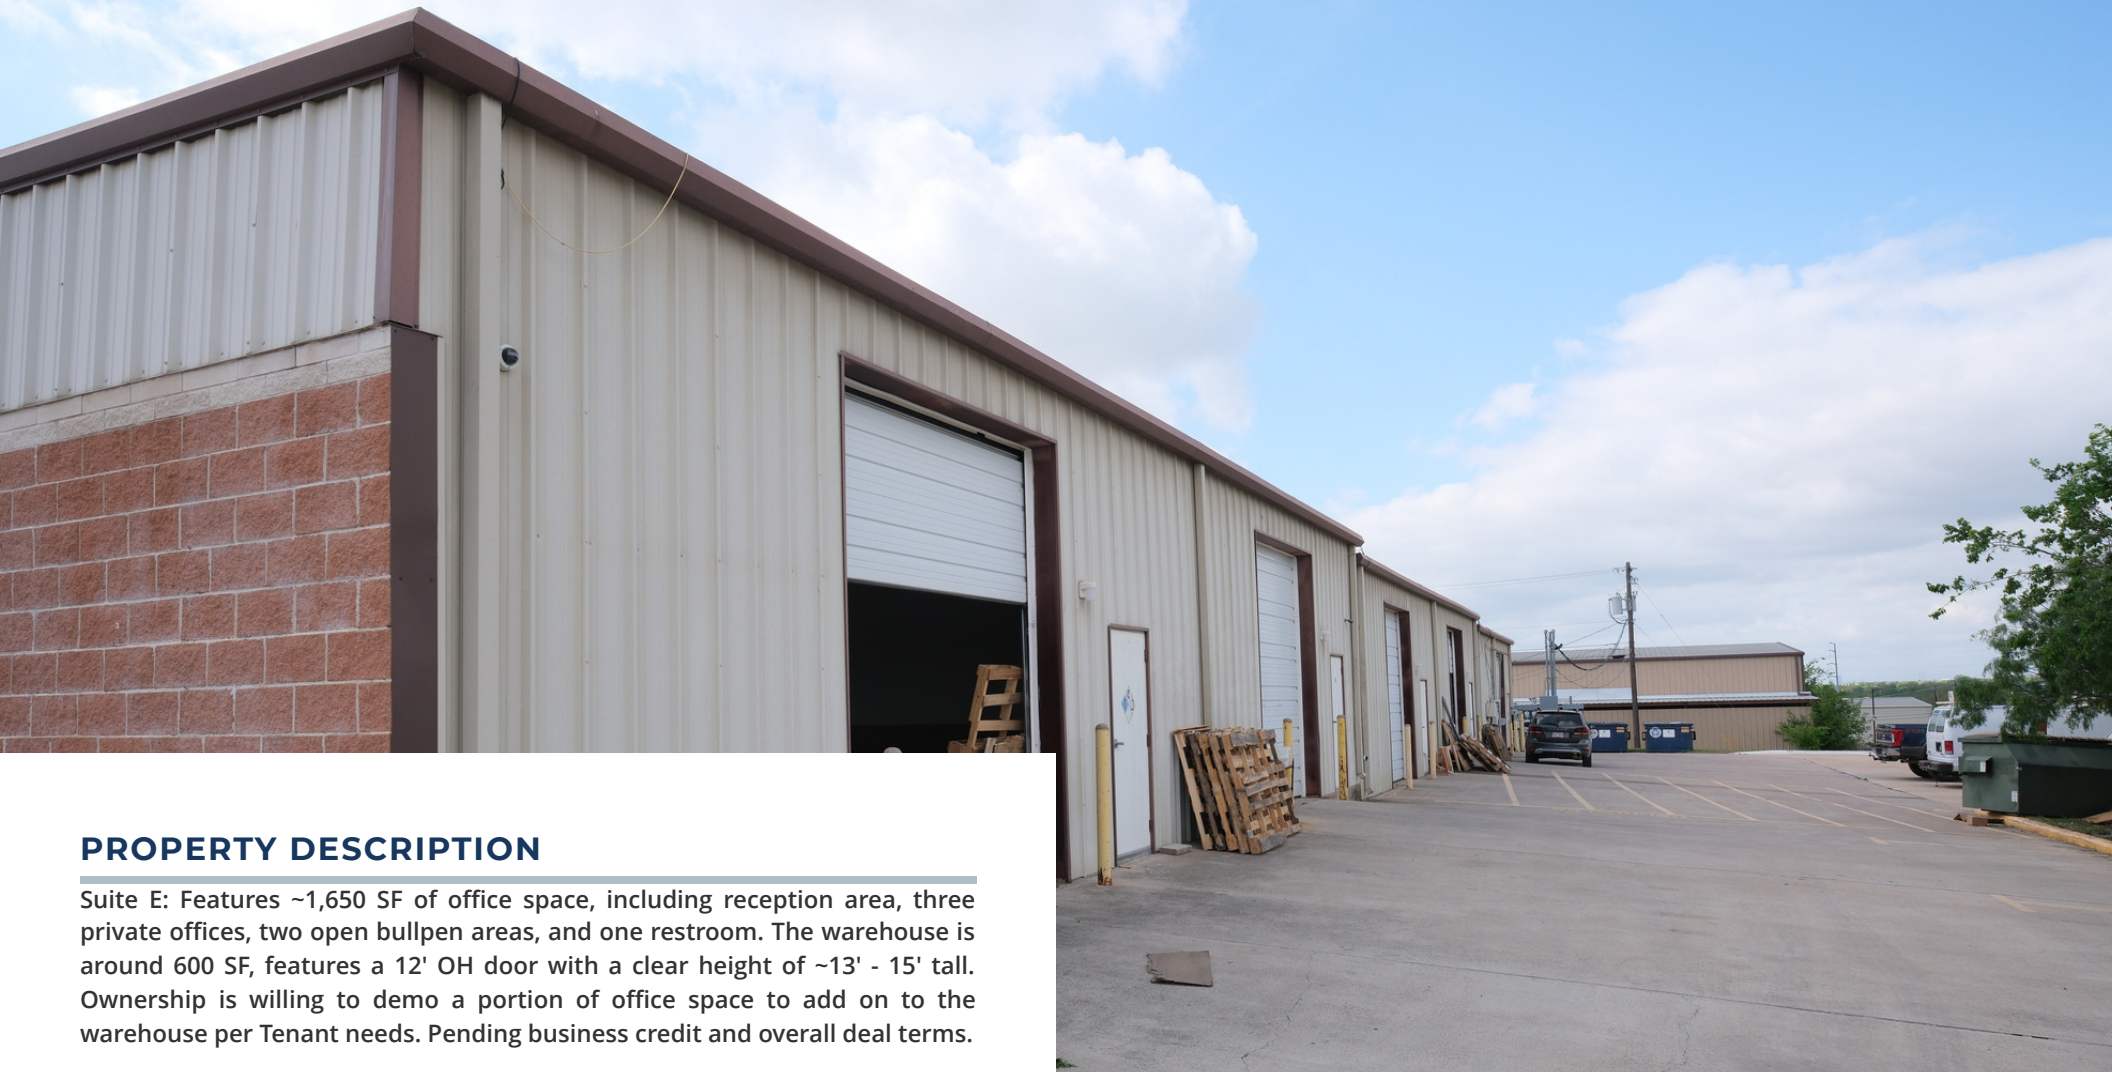 PROPERTY DESCRIPTION
Suite E: Features ~1,650 SF of office space, including reception area, three
private offices, two open bullpen areas, and one restroom. The warehouse is
around 600 SF, features a 12' OH door with a clear height of ~13' - 15' tall.
Ownership is willing to demo a portion of office space to add on to the
warehouse per Tenant needs. Pending business credit and overall deal terms.